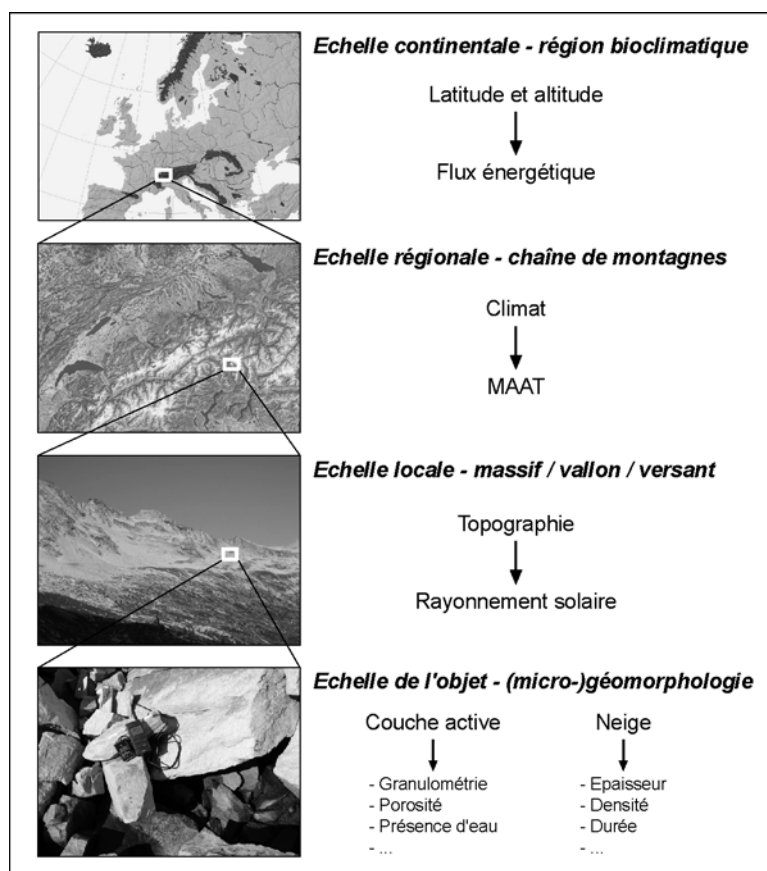 Echelle continentale - région bioclimatique
Latitude et altitude
Flux énergétique
Echelle régionale - chaîne de montagnes
Climat
MAAT
Echelle locale - massif / vallon / versant
Topographie
Rayonnement solaire
Echelle de l'objet - (micro-)géomorphologie
Couche active
- Granulométrie
- Porosité
- Présence d'eau
- ...
Neige
- Epaisseur
- Densité
- Durée
- ...